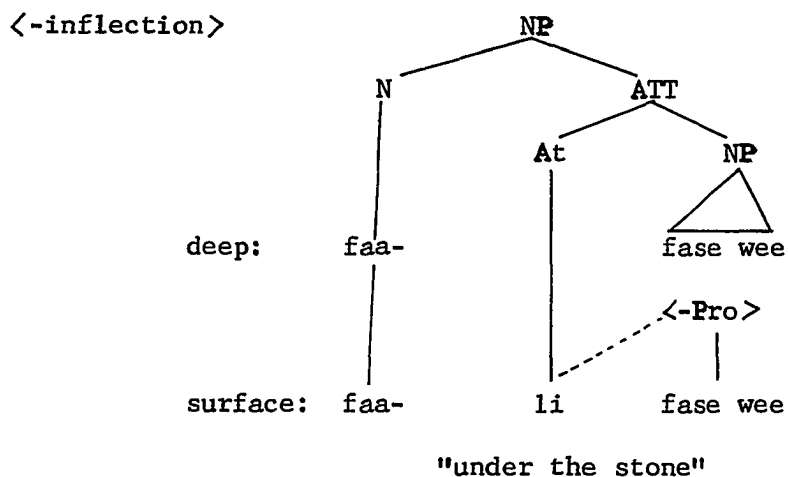 <-inflection> NP
N ATT
At NP
deep: faa- fase wee
<-Pro>
surface: faa- li fase wee
"under the stone"